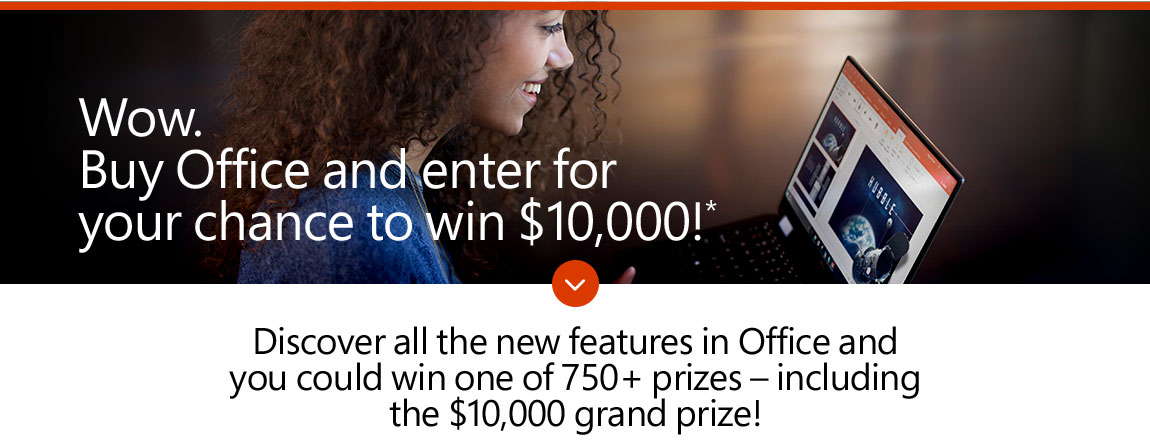 Wow.
Buy Office and enter for
your chance to win $10,000!*
HUBBLE
Discover all the new features in Office and
you could win one of 750+ prizes – including
the $10,000 grand prize!